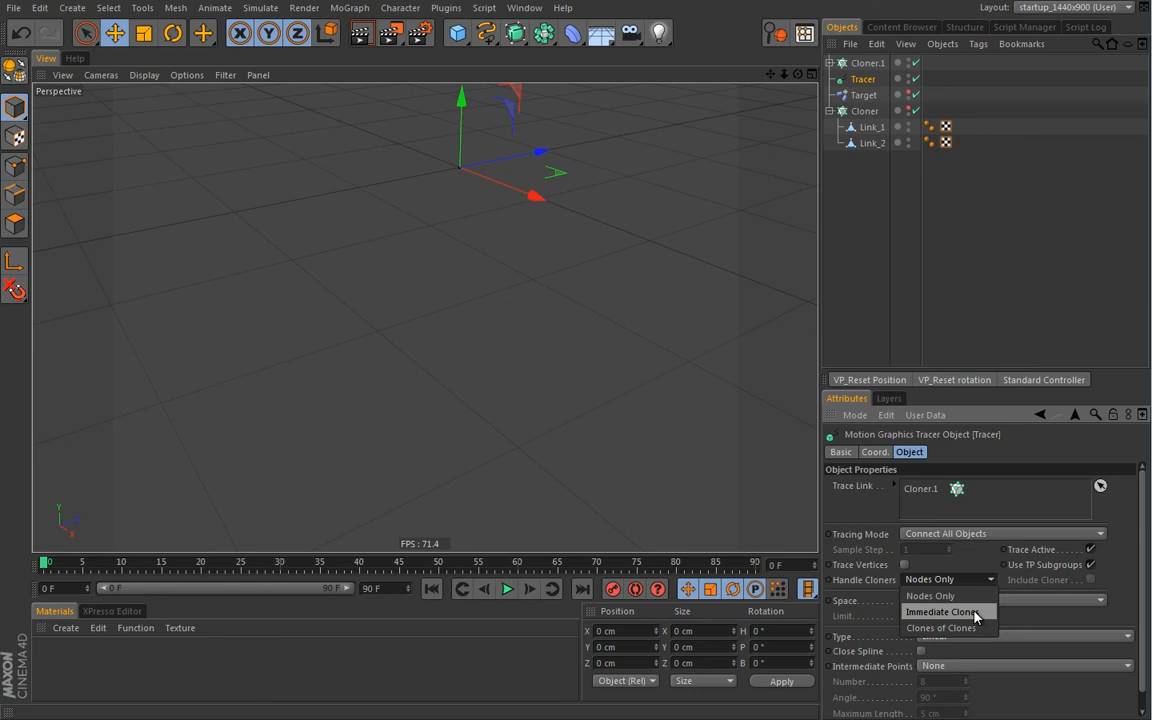 File Edit Create Select Tools Mesh Animate Simulate Render MoGraph Character Plugins Script Window Help Layout: startup_1440x900 (User)
Objects Content Browser Structure Script Manager Script Log
File Edit View Objects Tags Bookmarks
View Help
View Cameras Display Options Filter Panel
Perspective
X Y Z
Cloner.1
Tracer
Target
Cloner
Link_1
Link_2
Y
X
FPS : 71.4
VP_Reset Position VP_Reset rotation Standard Controller
Attributes Layers
Mode Edit User Data
Motion Graphics Tracer Object [Tracer]
Basic Coord. Object
Object Properties
Trace Link . . Cloner.1
Tracing Mode Connect All Objects
Sample Step . . 1 Trace Active. . . . . .
Trace Vertices Use TP Subgroups
Handle Cloners Nodes Only Include Cloner . . .
Nodes Only
Space. . . . . . Immediate Clones
Limit. . . . . . Clones of Clones
Type. . . . . . . . . . . Linear
Close Spline . . . . .
Intermediate Points None
Number. . . . . . . . . 8
Angle. . . . . . . . . . 90 °
Maximum Length . 5 cm
0 5 10 15 20 25 30 35 40 45 50 55 60 65 70 75 80 85 90 0 F
0 F 0 F 90 F 90 F
P
Materials XPresso Editor
Create Edit Function Texture
Position Size Rotation
X 0 cm X 0 cm H 0 °
Y 0 cm Y 0 cm P 0 °
Z 0 cm Z 0 cm B 0 °
Object (Rel) Size Apply
MAXON
CINEMA 4D